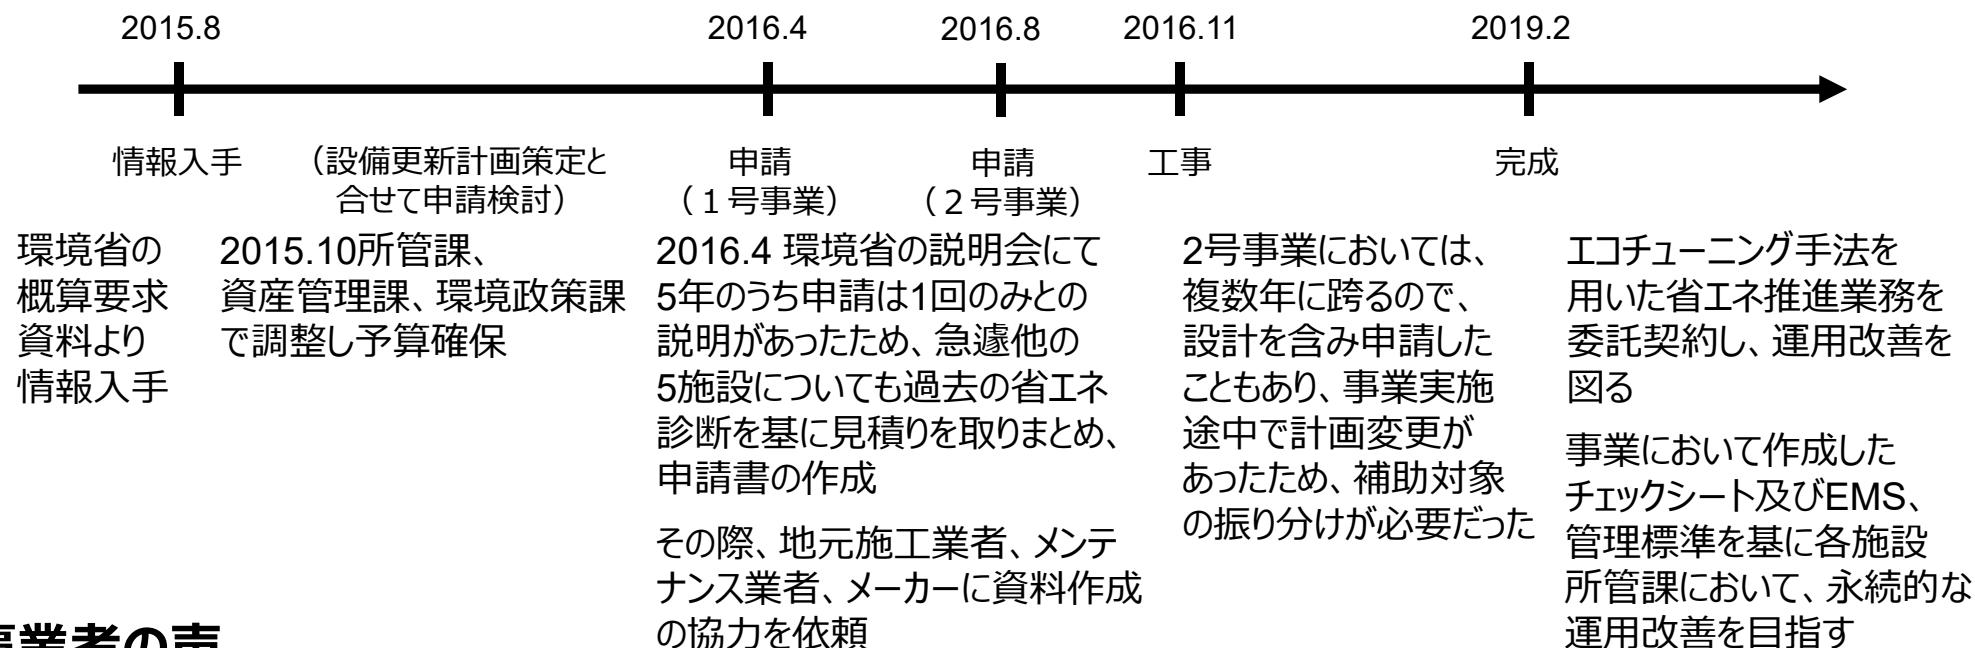 2015.8
2016.4
2016.8
2016.11
2019.2
情報入手
（設備更新計画策定と
合せて申請検討）
申請
（１号事業）
申請
（２号事業）
工事
完成
環境省の
概算要求
資料より
情報入手
2015.10所管課、
資産管理課、環境政策課
で調整し予算確保
2016.4 環境省の説明会にて
5年のうち申請は1回のみとの
説明があったため、急遽他の
5施設についても過去の省エネ
診断を基に見積りを取りまとめ、
申請書の作成
その際、地元施工業者、メンテ
ナンス業者、メーカーに資料作成
の協力を依頼
2号事業においては、
複数年に跨るので、
設計を含み申請した
こともあり、事業実施
途中で計画変更が
あったため、補助対象
の振り分けが必要だった
エコチューニング手法を
用いた省エネ推進業務を
委託契約し、運用改善を
図る
事業において作成した
チェックシート及びEMS、
管理標準を基に各施設
所管課において、永続的な
運用改善を目指す
事業者の声